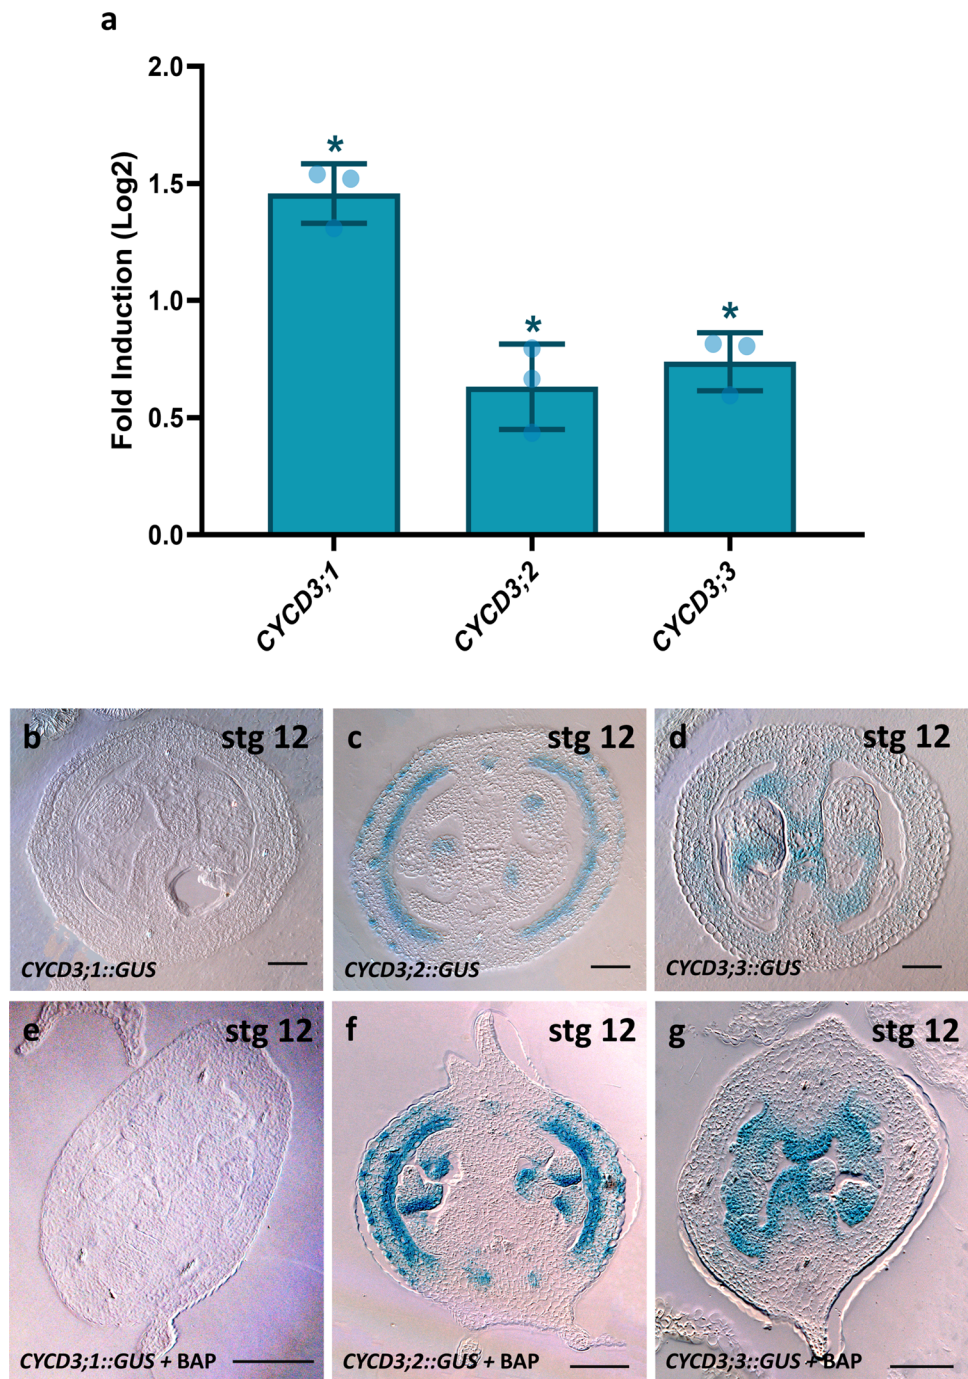 a
Fold Induction (Log2)
2.0
1.5
1.0
0.5
0.0
*
*
*
CYCD3;1
CYCD3;2
CYCD3;3
b
stg 12
CYCD3;1::GUS
c
stg 12
CYCD3;2::GUS
d
stg 12
CYCD3;3::GUS
e
stg 12
CYCD3;1::GUS + BAP
f
stg 12
CYCD3;2::GUS + BAP
g
stg 12
CYCD3;3::GUS + BAP